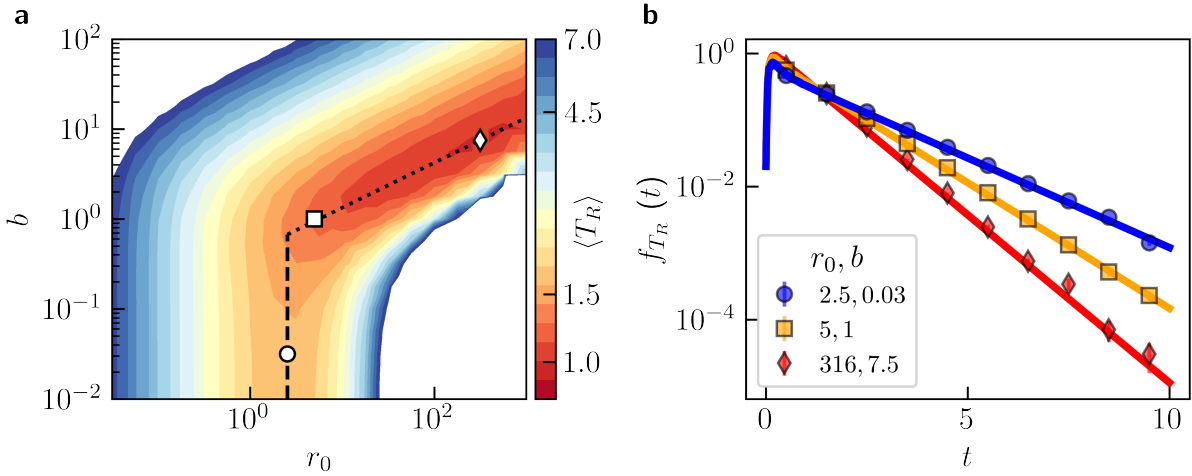 a
10^2
10^1
10^0
10^{-1}
10^{-2}
b
10^0
10^2
r_0
7.0
4.5
1.5
1.0
⟨T_R⟩
b
10^0
10^{-2}
10^{-4}
f_{T_R} (t)
r_0, b
2.5, 0.03
5, 1
316, 7.5
0
5
10
t